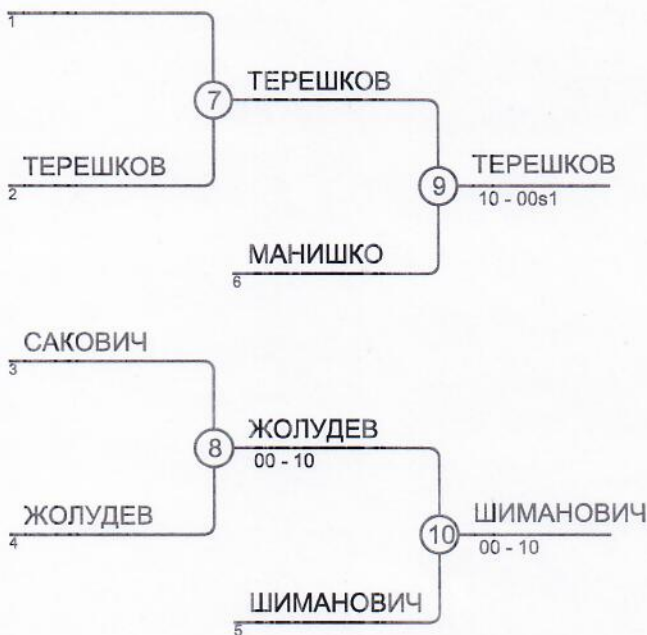 1
ТЕРЕШКОВ
7
ТЕРЕШКОВ
2
9
ТЕРЕШКОВ
10 - 00s1
МАНИШКО
6
САКОВИЧ
3
8
ЖОЛУДЕВ
00 - 10
ЖОЛУДЕВ
4
10
ШИМАНОВИЧ
00 - 10
ШИМАНОВИЧ
5